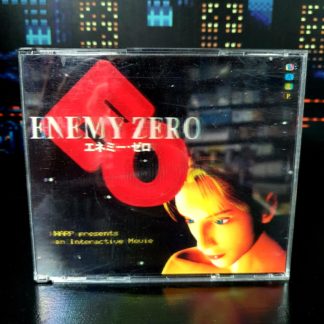 ENEMY ZERO
エネミー・ゼロ
WARP presents
an Interactive Movie